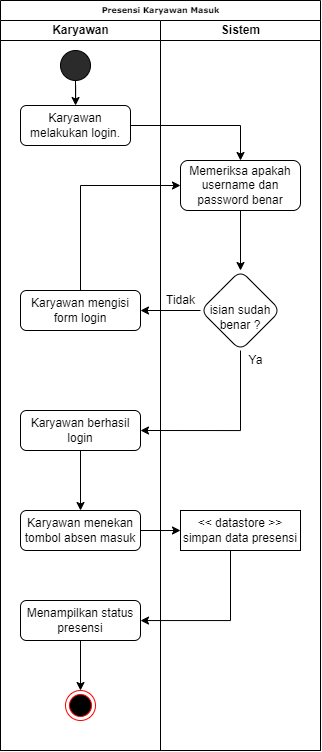 Presensi Karyawan Masuk
Karyawan
Sistem
Karyawan
melakukan login.
Memeriksa apakah
username dan
password benar
Karyawan mengisi
form login
Tidak
isian sudah
benar ?
Ya
Karyawan berhasil
login
Karyawan menekan
tombol absen masuk
<< datastore >>
simpan data presensi
Menampilkan status
presensi